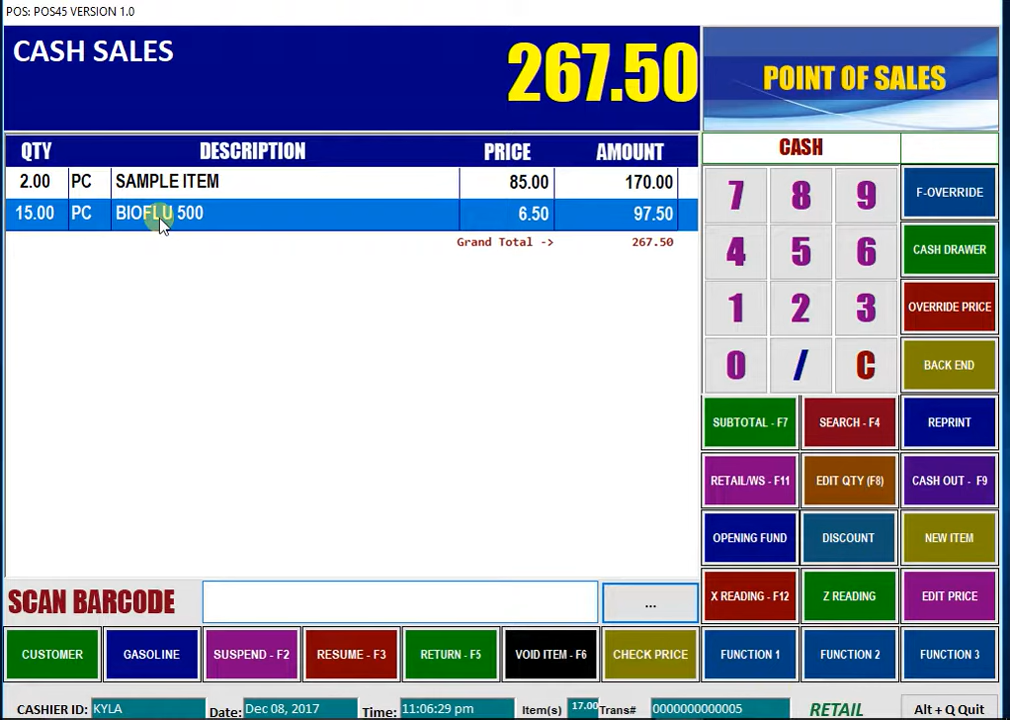 POS: POS45 VERSION 1.0
CASH SALES
267.50
POINT OF SALES
QTY DESCRIPTION PRICE AMOUNT
2.00 PC SAMPLE ITEM 85.00 170.00
15.00 PC BIOFLU 500 6.50 97.50
Grand Total -> 267.50
CASH
7 8 9 F-OVERRIDE
4 5 6 CASH DRAWER
1 2 3 OVERRIDE PRICE
0 / C BACK END
SUBTOTAL - F7 SEARCH - F4 REPRINT
RETAIL/WS - F11 EDIT QTY (F8) CASH OUT - F9
OPENING FUND DISCOUNT NEW ITEM
SCAN BARCODE ... X READING - F12 Z READING EDIT PRICE
CUSTOMER GASOLINE SUSPEND - F2 RESUME - F3 RETURN - F5 VOID ITEM - F6 CHECK PRICE FUNCTION 1 FUNCTION 2 FUNCTION 3
CASHIER ID: KYLA Date: Dec 08, 2017 Time: 11:06:29 pm Item(s) 17.00 Trans# 0000000000005 RETAIL Alt + Q Quit